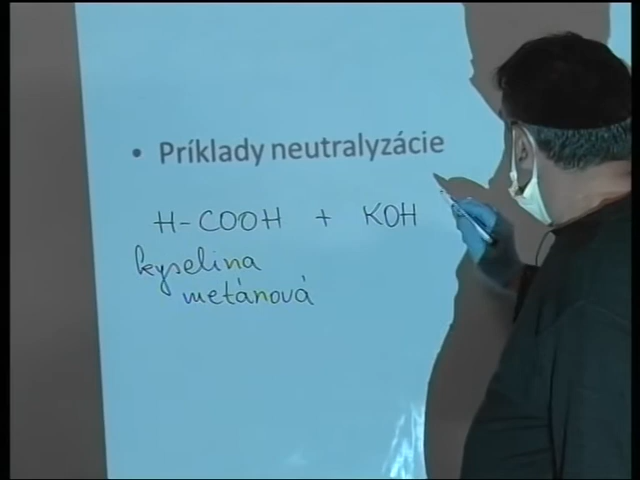 • Príklady neutralyzácie
H-COOH + KOH
kyselina
metánová